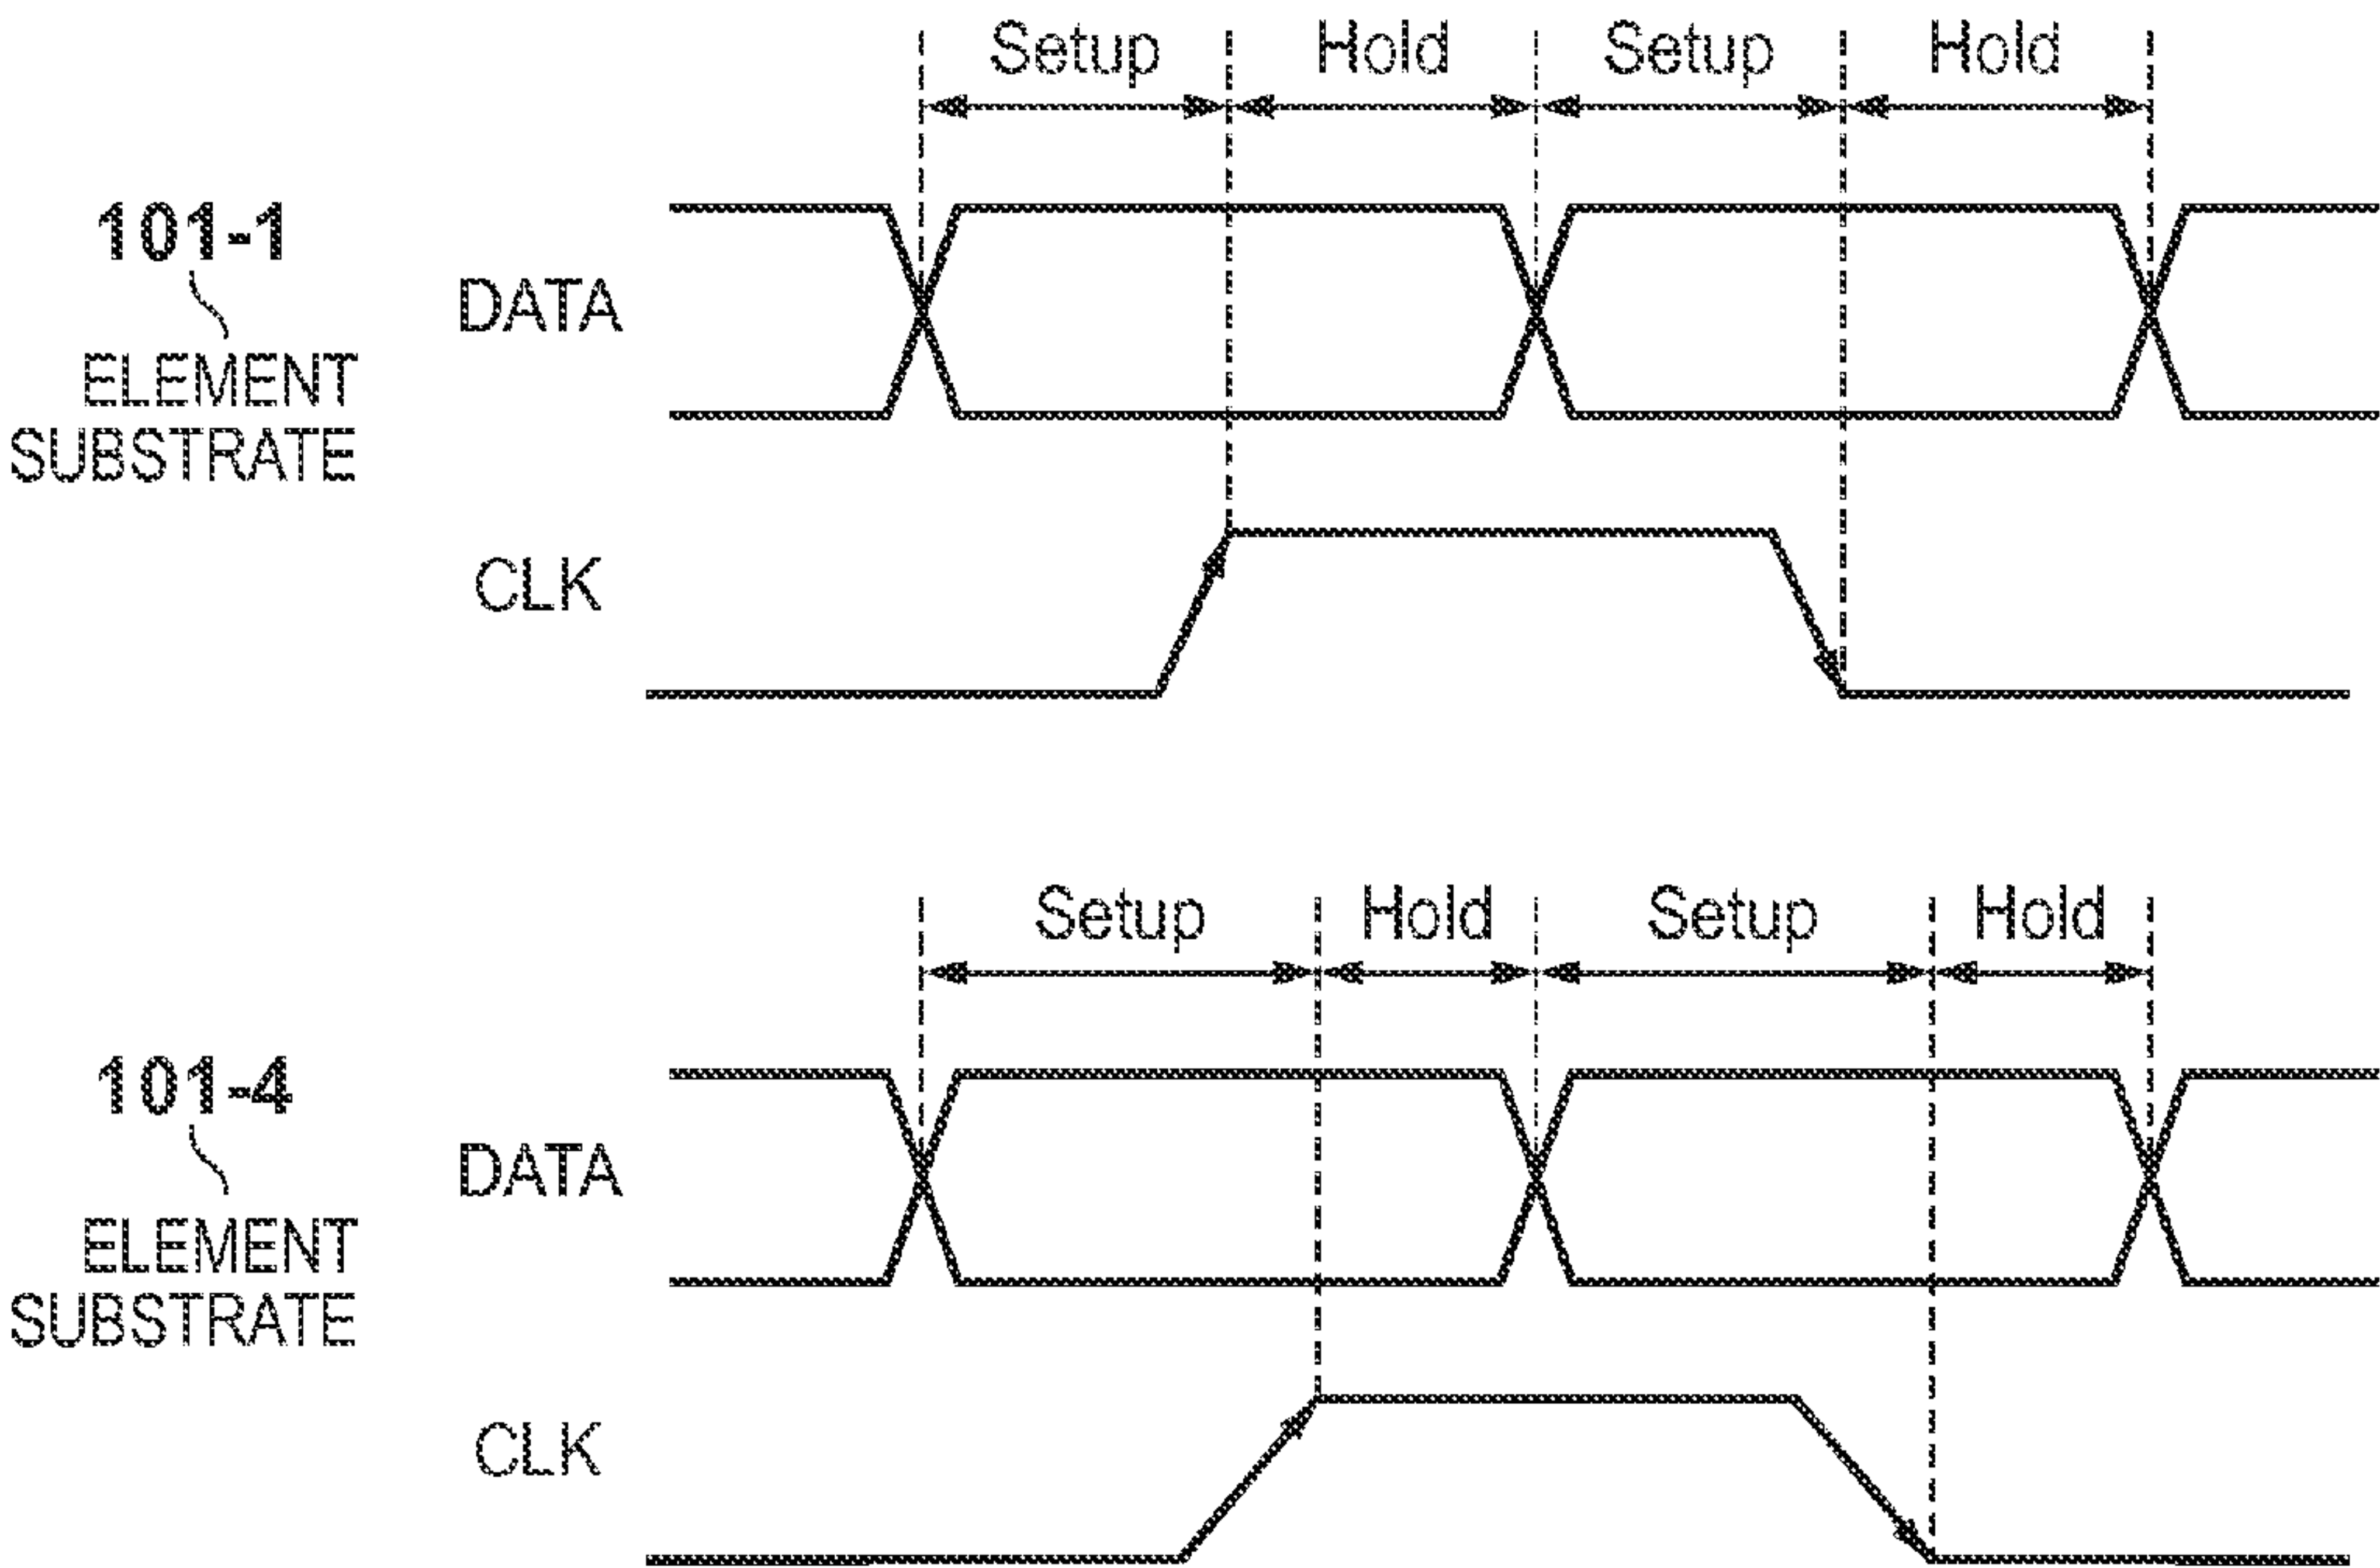 Setup Hold Setup Hold
101-1
DATA
ELEMENT
SUBSTRATE
CLK
Setup Hold Setup Hold
101-4
DATA
ELEMENT
SUBSTRATE
CLK